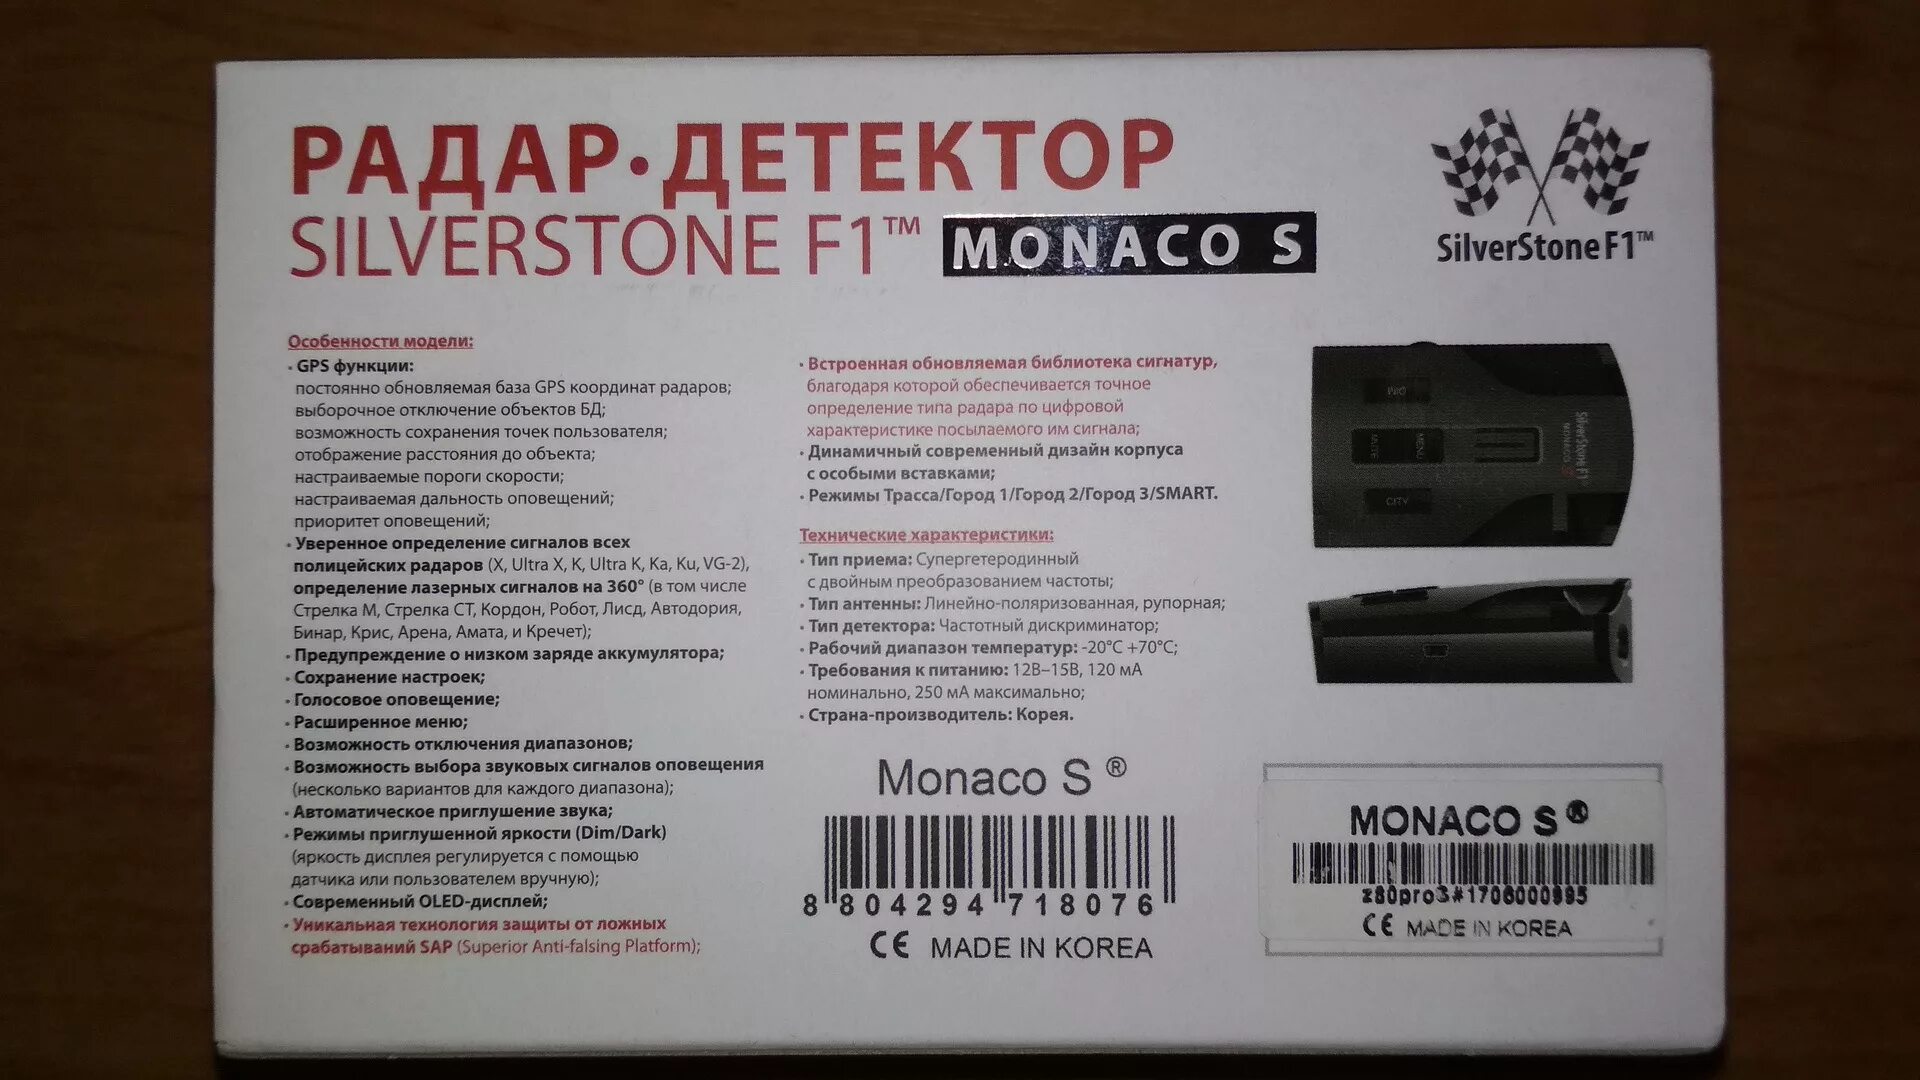 РАДАР·ДЕТЕКТОР
SILVERSTONE F1™ MONACO S
SilverStone F1™
Особенности модели:
· GPS функции:
постоянно обновляемая база GPS координат радаров;
выборочное отключение объектов БД;
возможность сохранения точек пользователя;
отображение расстояния до объекта;
настраиваемые пороги скорости;
настраиваемая дальность оповещений;
приоритет оповещений;
· Уверенное определение сигналов всех
полицейских радаров (X, Ultra X, K, Ultra K, Ka, Ku, VG-2),
определение лазерных сигналов на 360° (в том числе
Стрелка М, Стрелка СТ, Кордон, Робот, Лисд, Автодория,
Бинар, Крис, Арена, Амата, и Кречет);
· Предупреждение о низком заряде аккумулятора;
· Сохранение настроек;
· Голосовое оповещение;
· Расширенное меню;
· Возможность отключения диапазонов;
· Возможность выбора звуковых сигналов оповещения
(несколько вариантов для каждого диапазона);
· Автоматическое приглушение звука;
· Режимы приглушенной яркости (Dim/Dark)
(яркость дисплея регулируется с помощью
датчика или пользователем вручную);
· Современный OLED-дисплей;
· Уникальная технология защиты от ложных
срабатываний SAP (Superior Anti-falsing Platform);
· Встроенная обновляемая библиотека сигнатур,
благодаря которой обеспечивается точное
определение типа радара по цифровой
характеристике посылаемого им сигнала;
· Динамичный современный дизайн корпуса
с особыми вставками;
· Режимы Трасса/Город 1/Город 2/Город 3/SMART.
Технические характеристики:
· Тип приема: Супергетеродинный
с двойным преобразованием частоты;
· Тип антенны: Линейно-поляризованная, рупорная;
· Тип детектора: Частотный дискриминатор;
· Рабочий диапазон температур: -20°C +70°C;
· Требования к питанию: 12В–15В, 120 мА
номинально, 250 мА максимально;
· Страна-производитель: Корея.
DIM
MENU
MUTE
CITY
SilverStone F1
MONACO S
Monaco S ®
8 804294 718076
CE MADE IN KOREA
MONACO S®
z80pro3#1706000995
CE MADE IN KOREA